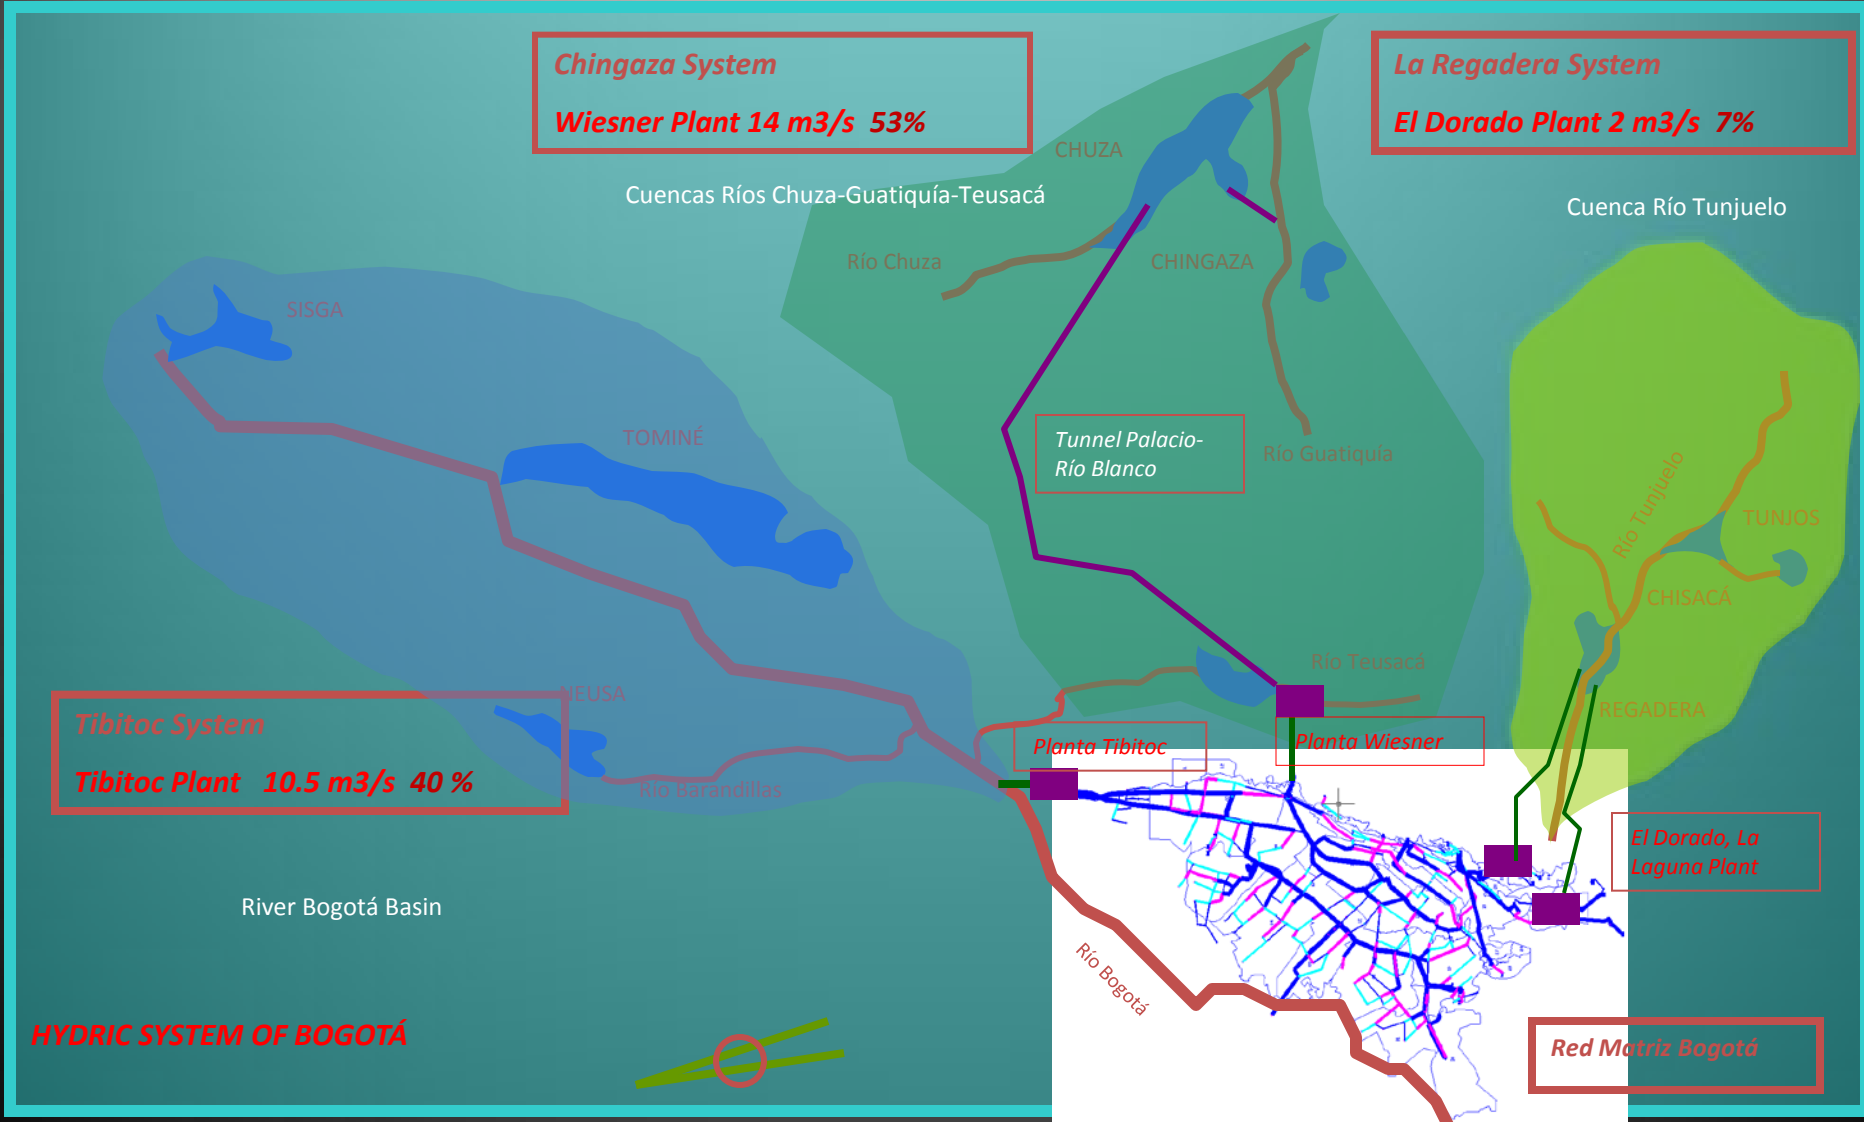 Chingaza System
Wiesner Plant 14 m3/s 53%
La Regadera System
El Dorado Plant 2 m3/s 7%
CHUZA
Cuencas Ríos Chuza-Guatiquía-Teusacá
Cuenca Río Tunjuelo
Río Chuza
CHINGAZA
SISGA
TOMINÉ
Tunnel Palacio-
Río Blanco
Río Guatiquía
Río Tunjuelo
TUNJOS
CHISACÁ
Río Teusacá
NEUSA
REGADERA
Tibitoc System
Tibitoc Plant 10.5 m3/s 40 %
Planta Tibitoc
Planta Wiesner
Río Barandillas
El Dorado, La
Laguna Plant
River Bogotá Basin
Río Bogotá
HYDRIC SYSTEM OF BOGOTÁ
Red Matriz Bogotá